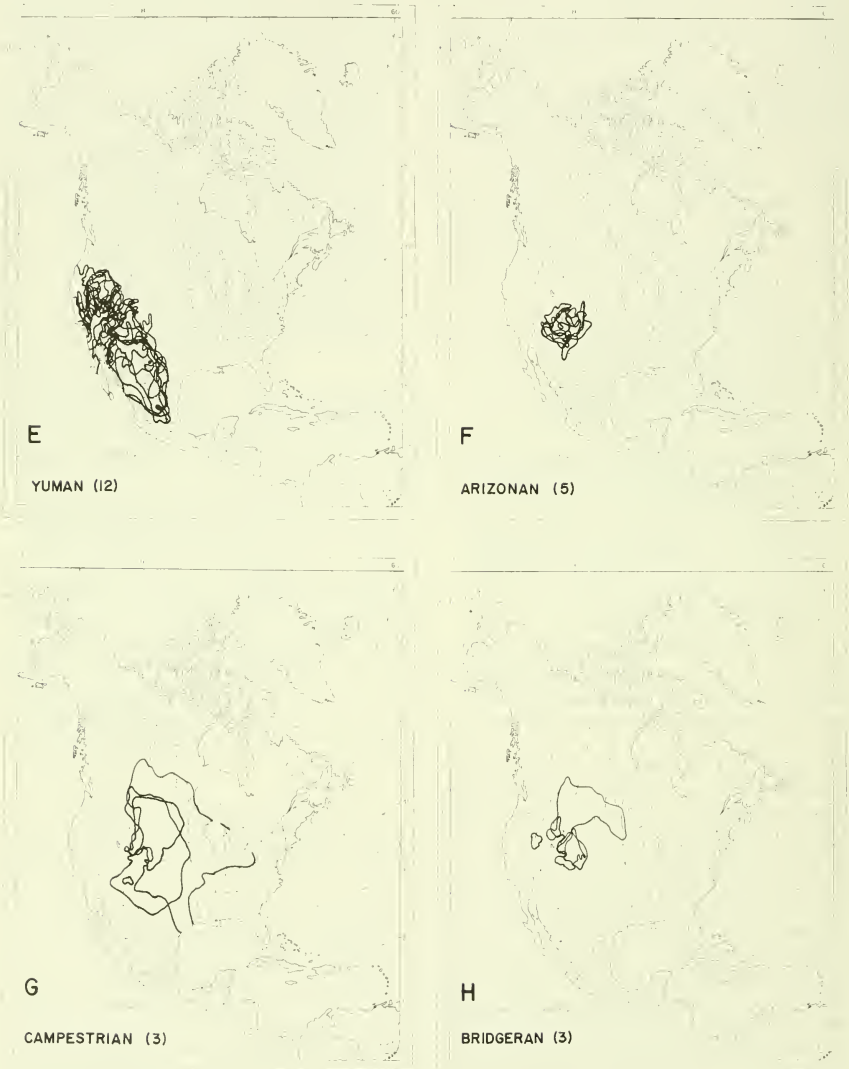 E
YUMAN (12)
F
ARIZONAN (5)
G
CAMPESTRIAN (3)
H
BRIDGERAN (3)